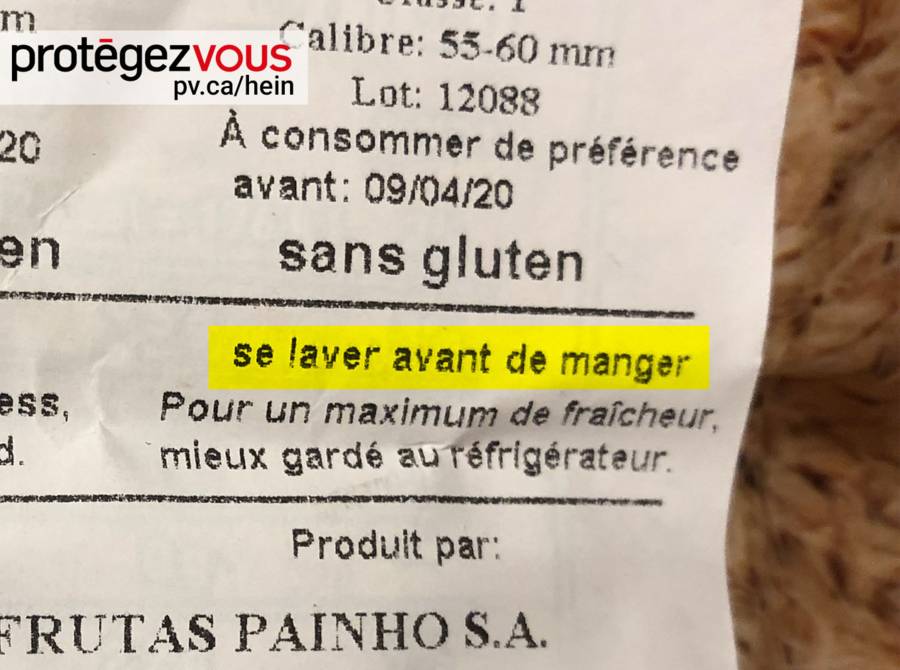 m
protégezvous
pv.ca/hein
Classe: I
Calibre: 55-60 mm
Lot: 12088
20
À consommer de préférence
avant: 09/04/20
en
sans gluten
se laver avant de manger
ess,
Pour un maximum de fraîcheur,
d.
mieux gardé au réfrigérateur.
Produit par:
FRUTAS PAINHO S.A.